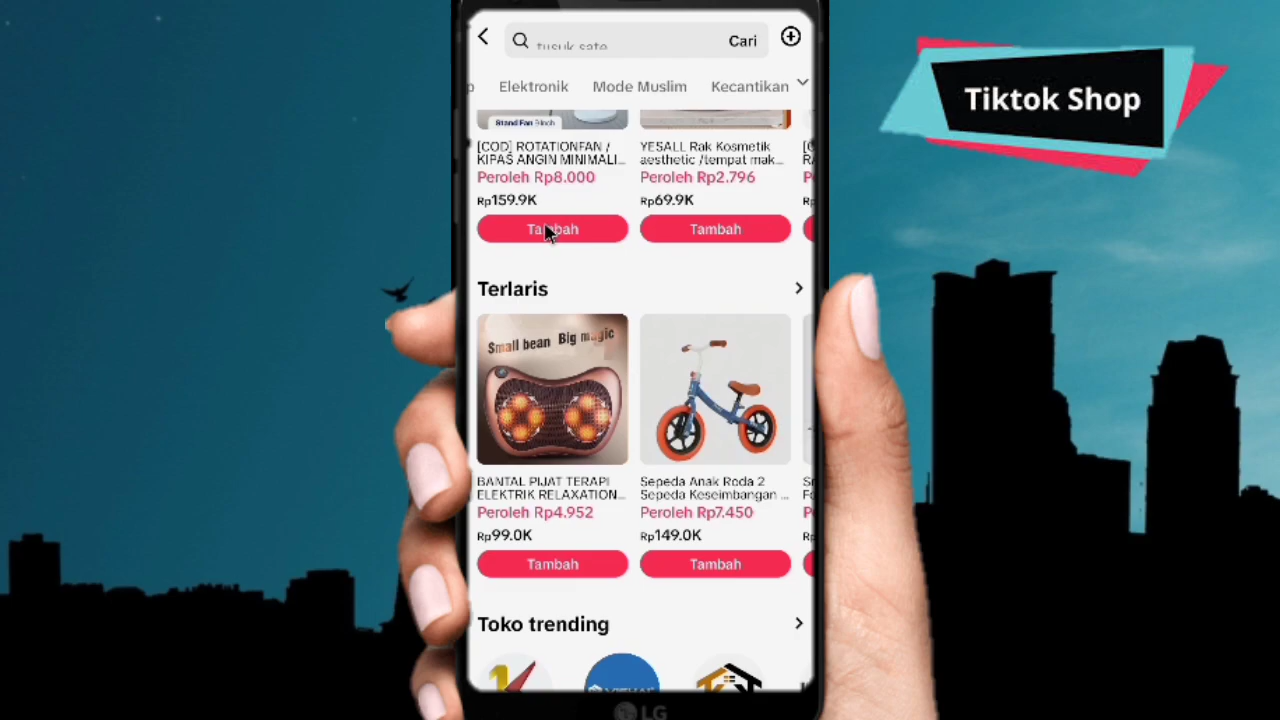 Tiktok Shop
tusuk sate
Cari
Elektronik
Mode Muslim
Kecantikan
Stand Fan 9inch
[COD] ROTATIONFAN /
KIPAS ANGIN MINIMALI...
Peroleh Rp8.000
Rp159.9K
Tambah
YESALL Rak Kosmetik
aesthetic /tempat mak...
Peroleh Rp2.796
Rp69.9K
Tambah
Terlaris
Small bean Big magic
BANTAL PIJAT TERAPI
ELEKTRIK RELAXATION...
Peroleh Rp4.952
Rp99.0K
Tambah
Sepeda Anak Roda 2
Sepeda Keseimbangan ...
Peroleh Rp7.450
Rp149.0K
Tambah
Toko trending
LG